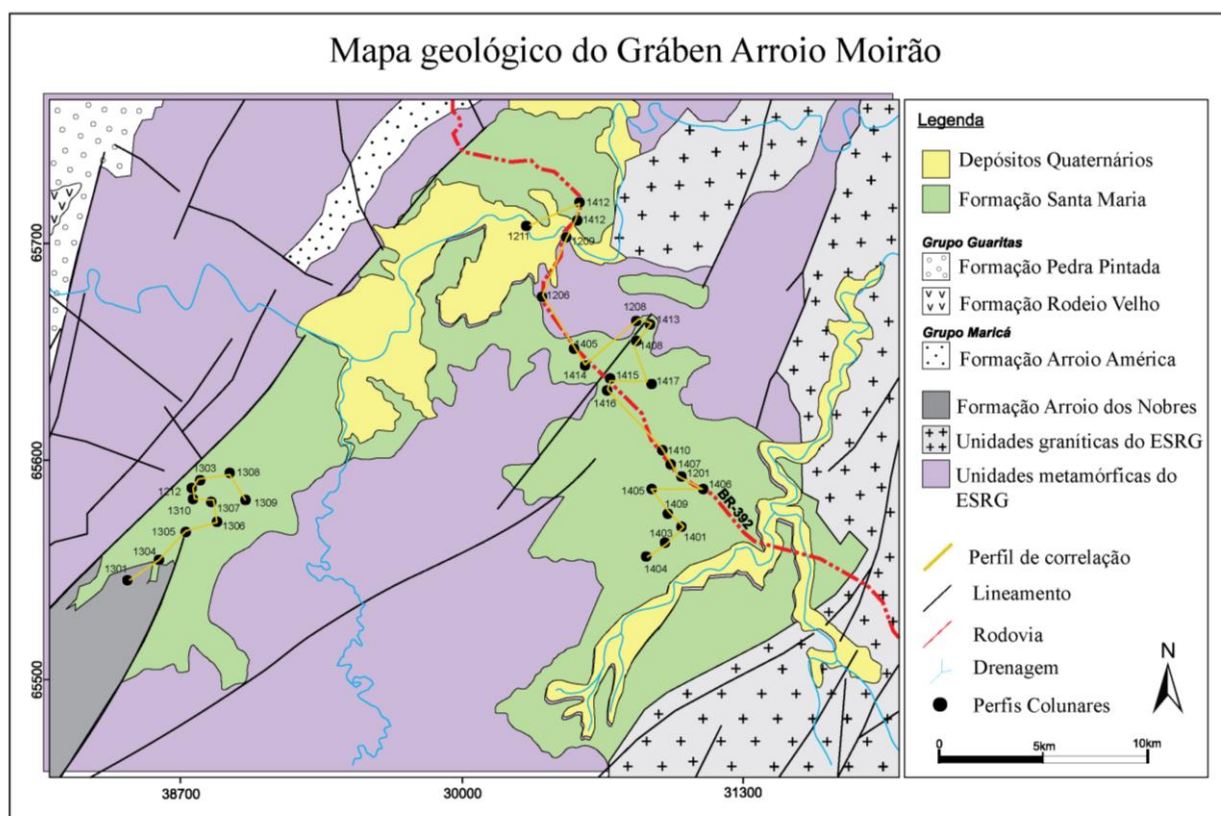 Mapa geológico do Gráben Arroio Moirão
65700
65600
65500
38700
30000
31300
1412
1412
1211
1209
1206
1208
1413
1405
1408
1414
1415
1417
1416
1410
1407
1201
1406
1405
BR-392
1409
1401
1403
1404
1303
1308
1212
1307
1309
1310
1306
1305
1304
1301
Legenda
Depósitos Quaternários
Formação Santa Maria
Grupo Guaritas
Formação Pedra Pintada
Formação Rodeio Velho
Grupo Maricá
Formação Arroio América
Formação Arroio dos Nobres
Unidades graníticas do ESRG
Unidades metamórficas do
ESRG
Perfil de correlação
Lineamento
Rodovia
Drenagem
Perfis Colunares
N
0
5km
10km